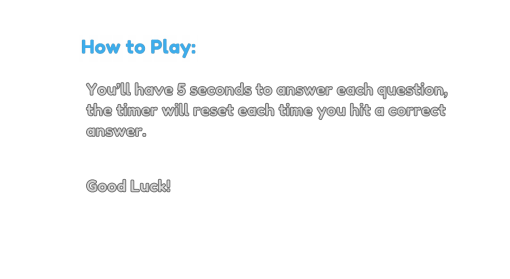 How to Play:
You'll have 5 seconds to answer each question,
the timer will reset each time you hit a correct
answer.
Good Luck!